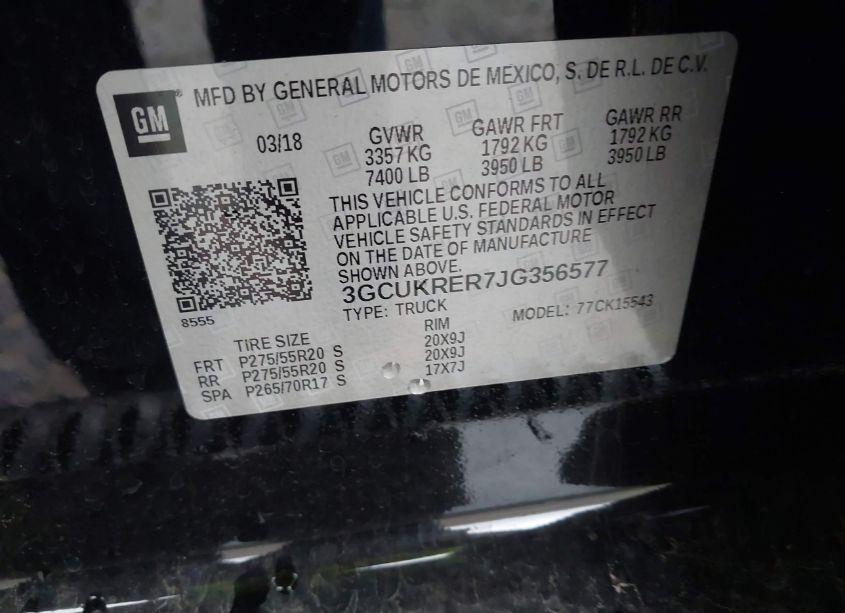 GM
MFD BY GENERAL MOTORS DE MEXICO, S. DE R.L. DE C.V.
03/18 GVWR GAWR FRT GAWR RR
3357 KG 1792 KG 1792 KG
7400 LB 3950 LB 3950 LB
THIS VEHICLE CONFORMS TO ALL
APPLICABLE U.S. FEDERAL MOTOR
VEHICLE SAFETY STANDARDS IN EFFECT
ON THE DATE OF MANUFACTURE
SHOWN ABOVE.
3GCUKRER7JG356577
8555 TYPE: TRUCK MODEL: 77CK15543
TIRE SIZE RIM
FRT P275/55R20 S 20X9J
RR P275/55R20 S 20X9J
SPA P265/70R17 S 17X7J